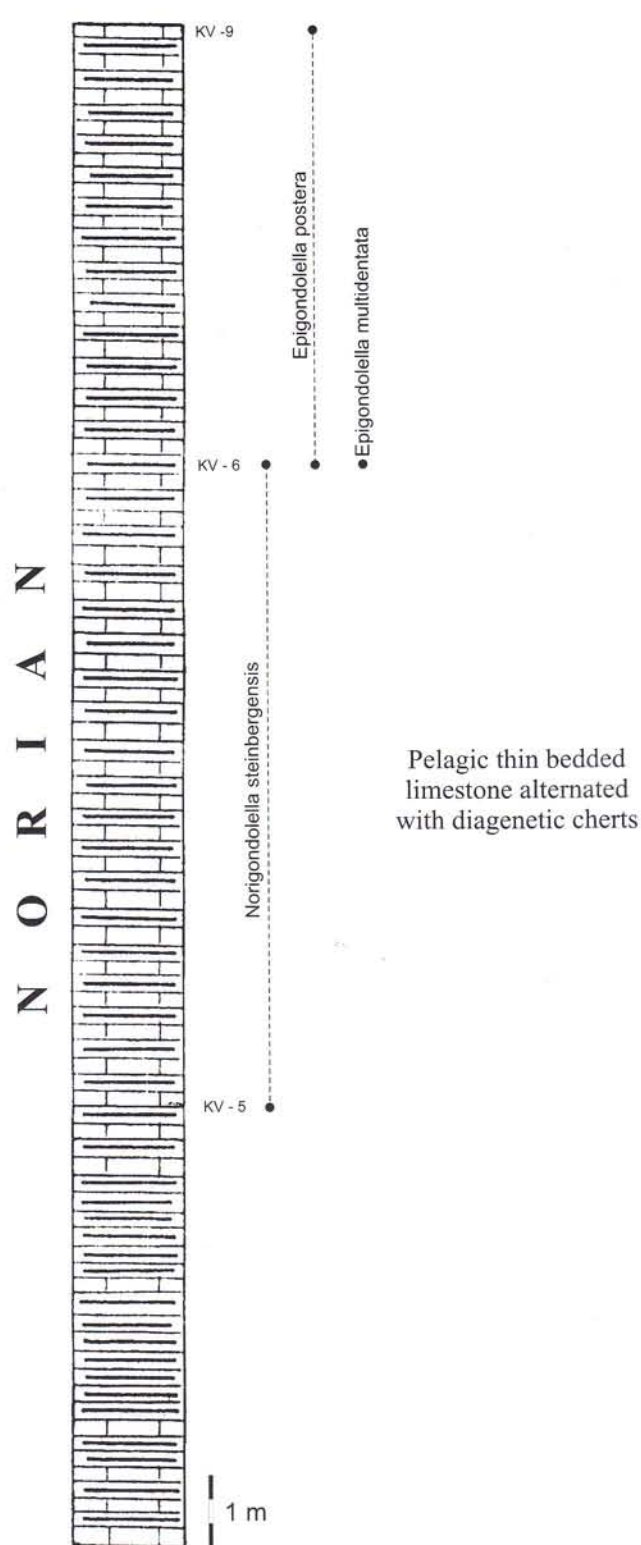 KV -9
Epigondolella postera
Epigondolella multidentata
KV - 6
NORIAN
Norigondolella steinbergensis
Pelagic thin bedded
limestone alternated
with diagenetic cherts
KV - 5
1 m